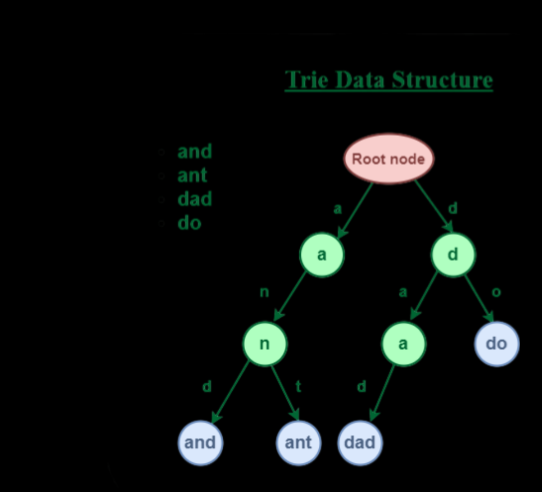 Trie Data Structure
and
ant
dad
do
Root node
a d
a d
n a o
n a do
d t d
and ant dad